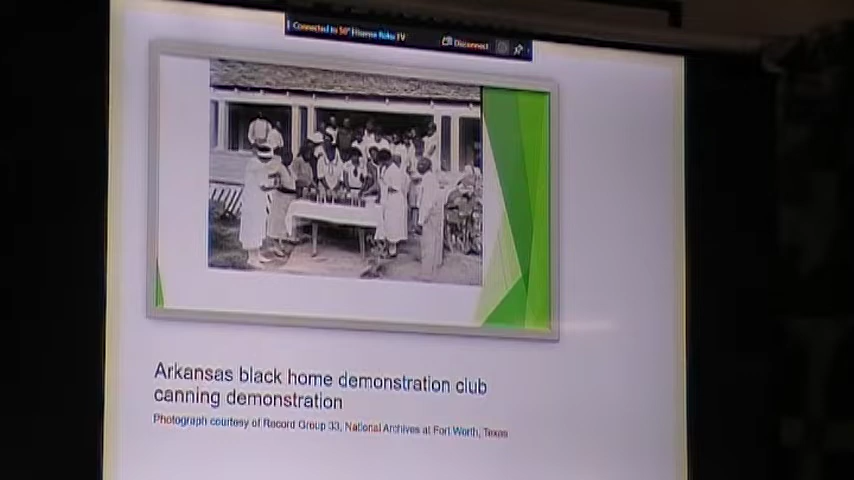 Connected to 58" Hisense Roku TV
Disconnect
Arkansas black home demonstration club
canning demonstration
Photograph courtesy of Record Group 33, National Archives at Fort Worth, Texas